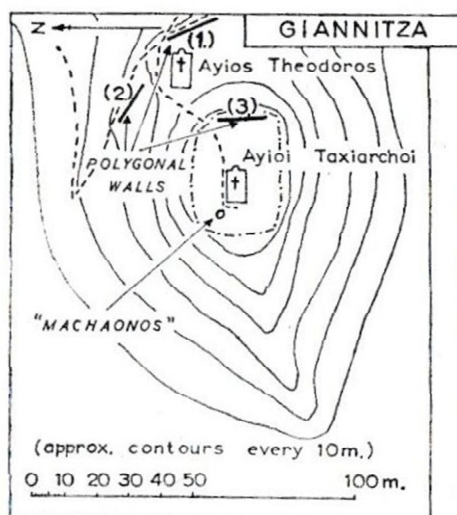 GIANNITZA
N
(1.)
Ayios Theodoros
(2)
(3)
POLYGONAL
WALLS
Ayioi Taxiarchoi
"MACHAONOS"
(approx. contours every 10m.)
0 10 20 30 40 50 100m.